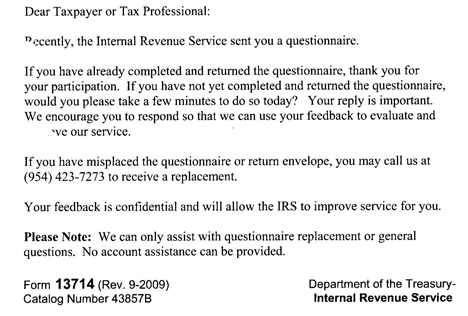 Dear Taxpayer or Tax Professional:
Recently, the Internal Revenue Service sent you a questionnaire.
If you have already completed and returned the questionnaire, thank you for
your participation.  If you have not yet completed and returned the questionnaire,
would you please take a few minutes to do so today?   Your reply is important.
We encourage you to respond so that we can use your feedback to evaluate and
ve our service.
If you have misplaced the questionnaire or return envelope, you may call us at
(954) 423-7273 to receive a replacement.
Your feedback is confidential and will allow the IRS to improve service for you.
Please Note:  We can only assist with questionnaire replacement or general
questions.  No account assistance can be provided.
Form 13714 (Rev. 9-2009)
Catalog Number 43857B
Department of the Treasury-
Internal Revenue Service